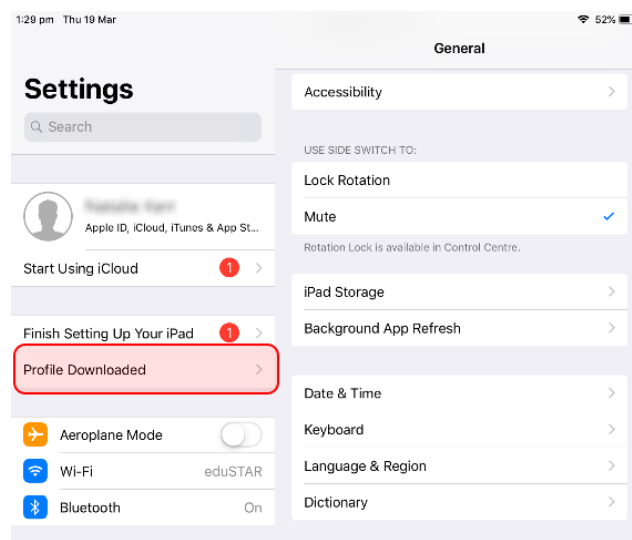 1:29 pm Thu 19 Mar
52%
Settings
Search
Apple ID, iCloud, iTunes & App St...
Start Using iCloud
1
Finish Setting Up Your iPad
1
Profile Downloaded
Aeroplane Mode
Wi-Fi
eduSTAR
Bluetooth
On
General
Accessibility
USE SIDE SWITCH TO:
Lock Rotation
Mute
Rotation Lock is available in Control Centre.
iPad Storage
Background App Refresh
Date & Time
Keyboard
Language & Region
Dictionary